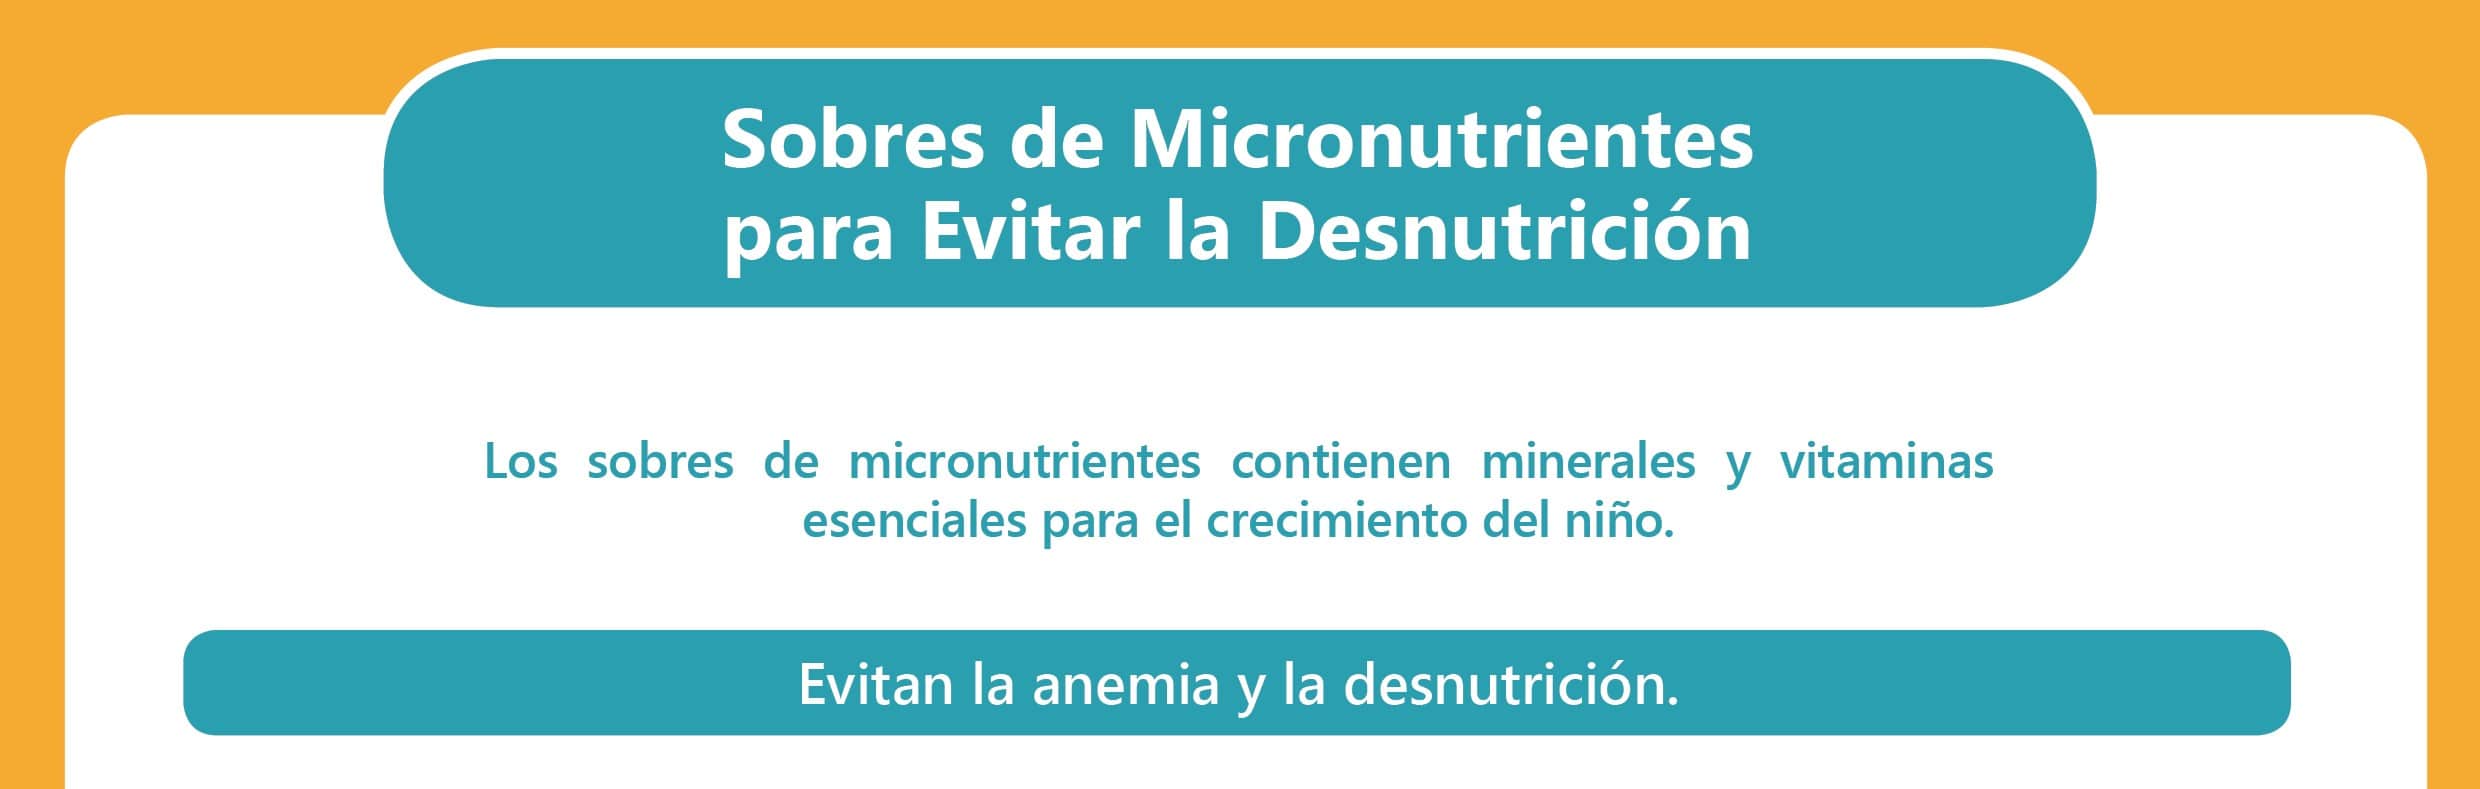 Sobres de Micronutrientes
para Evitar la Desnutrición
Los sobres de micronutrientes contienen minerales y vitaminas
esenciales para el crecimiento del niño.
Evitan la anemia y la desnutrición.